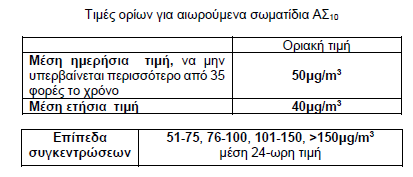 Τιμές ορίων για αιωρούμενα σωματίδια ΑΣ₁₀
Οριακή τιμή
Μέση ημερήσια τιμή, να μην
υπερβαίνεται περισσότερο από 35
φορές το χρόνο
50μg/m³
Μέση ετήσια τιμή
40μg/m³
Επίπεδα
συγκεντρώσεων
51-75, 76-100, 101-150, >150μg/m³
μέση 24-ωρη τιμή